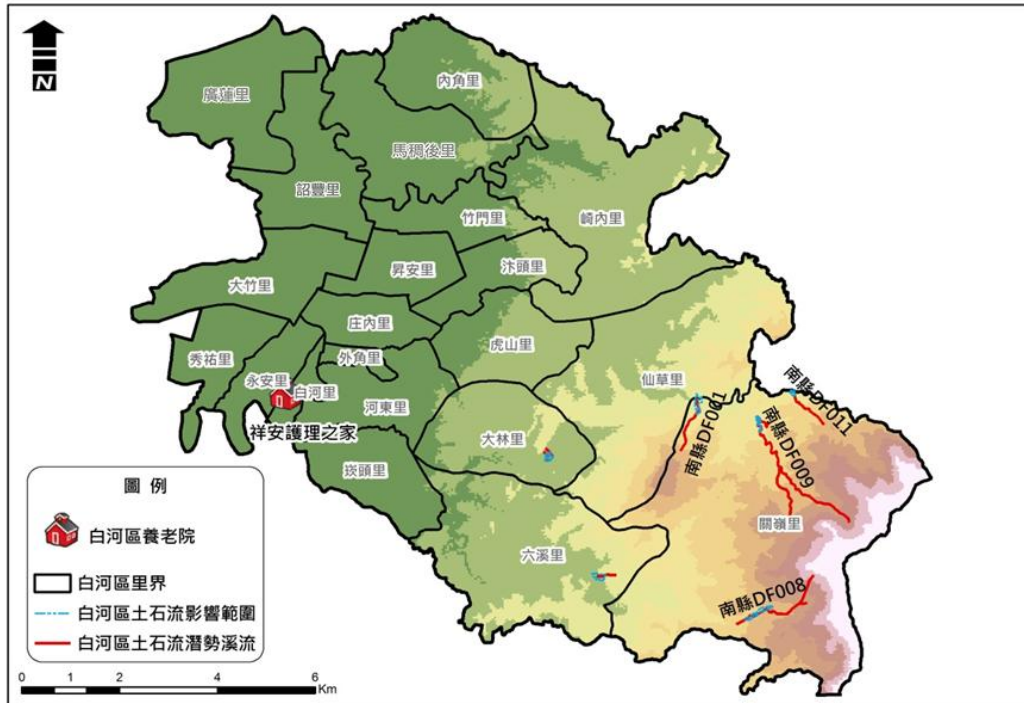 N
內角里
廣蓮里
馬稠後里
詔豐里
竹門里
崎內里
昇安里
汴頭里
大竹里
庄內里
虎山里
秀祐里
外角里
永安里
白河里
仙草里
河東里
祥安護理之家
大林里
崁頭里
六溪里
關嶺里
南縣DF001
南縣DF011
南縣DF009
南縣DF008
圖 例
白河區養老院
白河區里界
白河區土石流影響範圍
白河區土石流潛勢溪流
0 1 2 4 6
Km